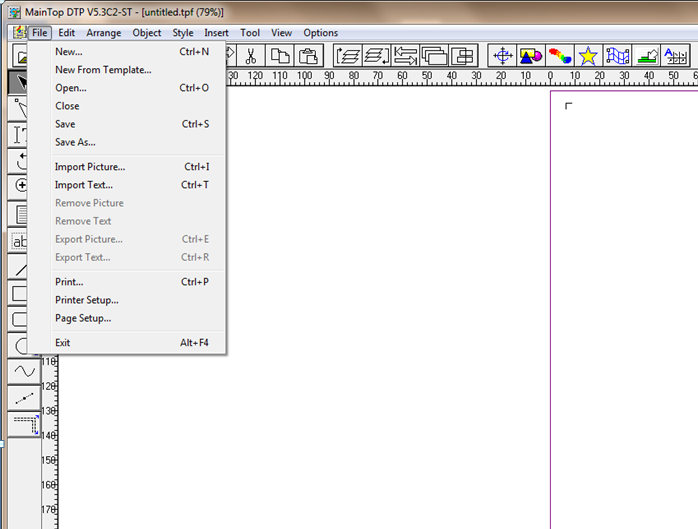 MainTop DTP V5.3C2-ST - [untitled.tpf (79%)]
File Edit Arrange Object Style Insert Tool View Options
New... Ctrl+N
New From Template...
Open... Ctrl+O
Close
Save Ctrl+S
Save As...
Import Picture... Ctrl+I
Import Text... Ctrl+T
Remove Picture
Remove Text
Export Picture... Ctrl+E
Export Text... Ctrl+R
Print... Ctrl+P
Printer Setup...
Page Setup...
Exit Alt+F4
130 120 110 100 90 80 70 60 50 40 30 20 10 0 10 20 30 40 50
ab
110
120
130
140
150
160
170